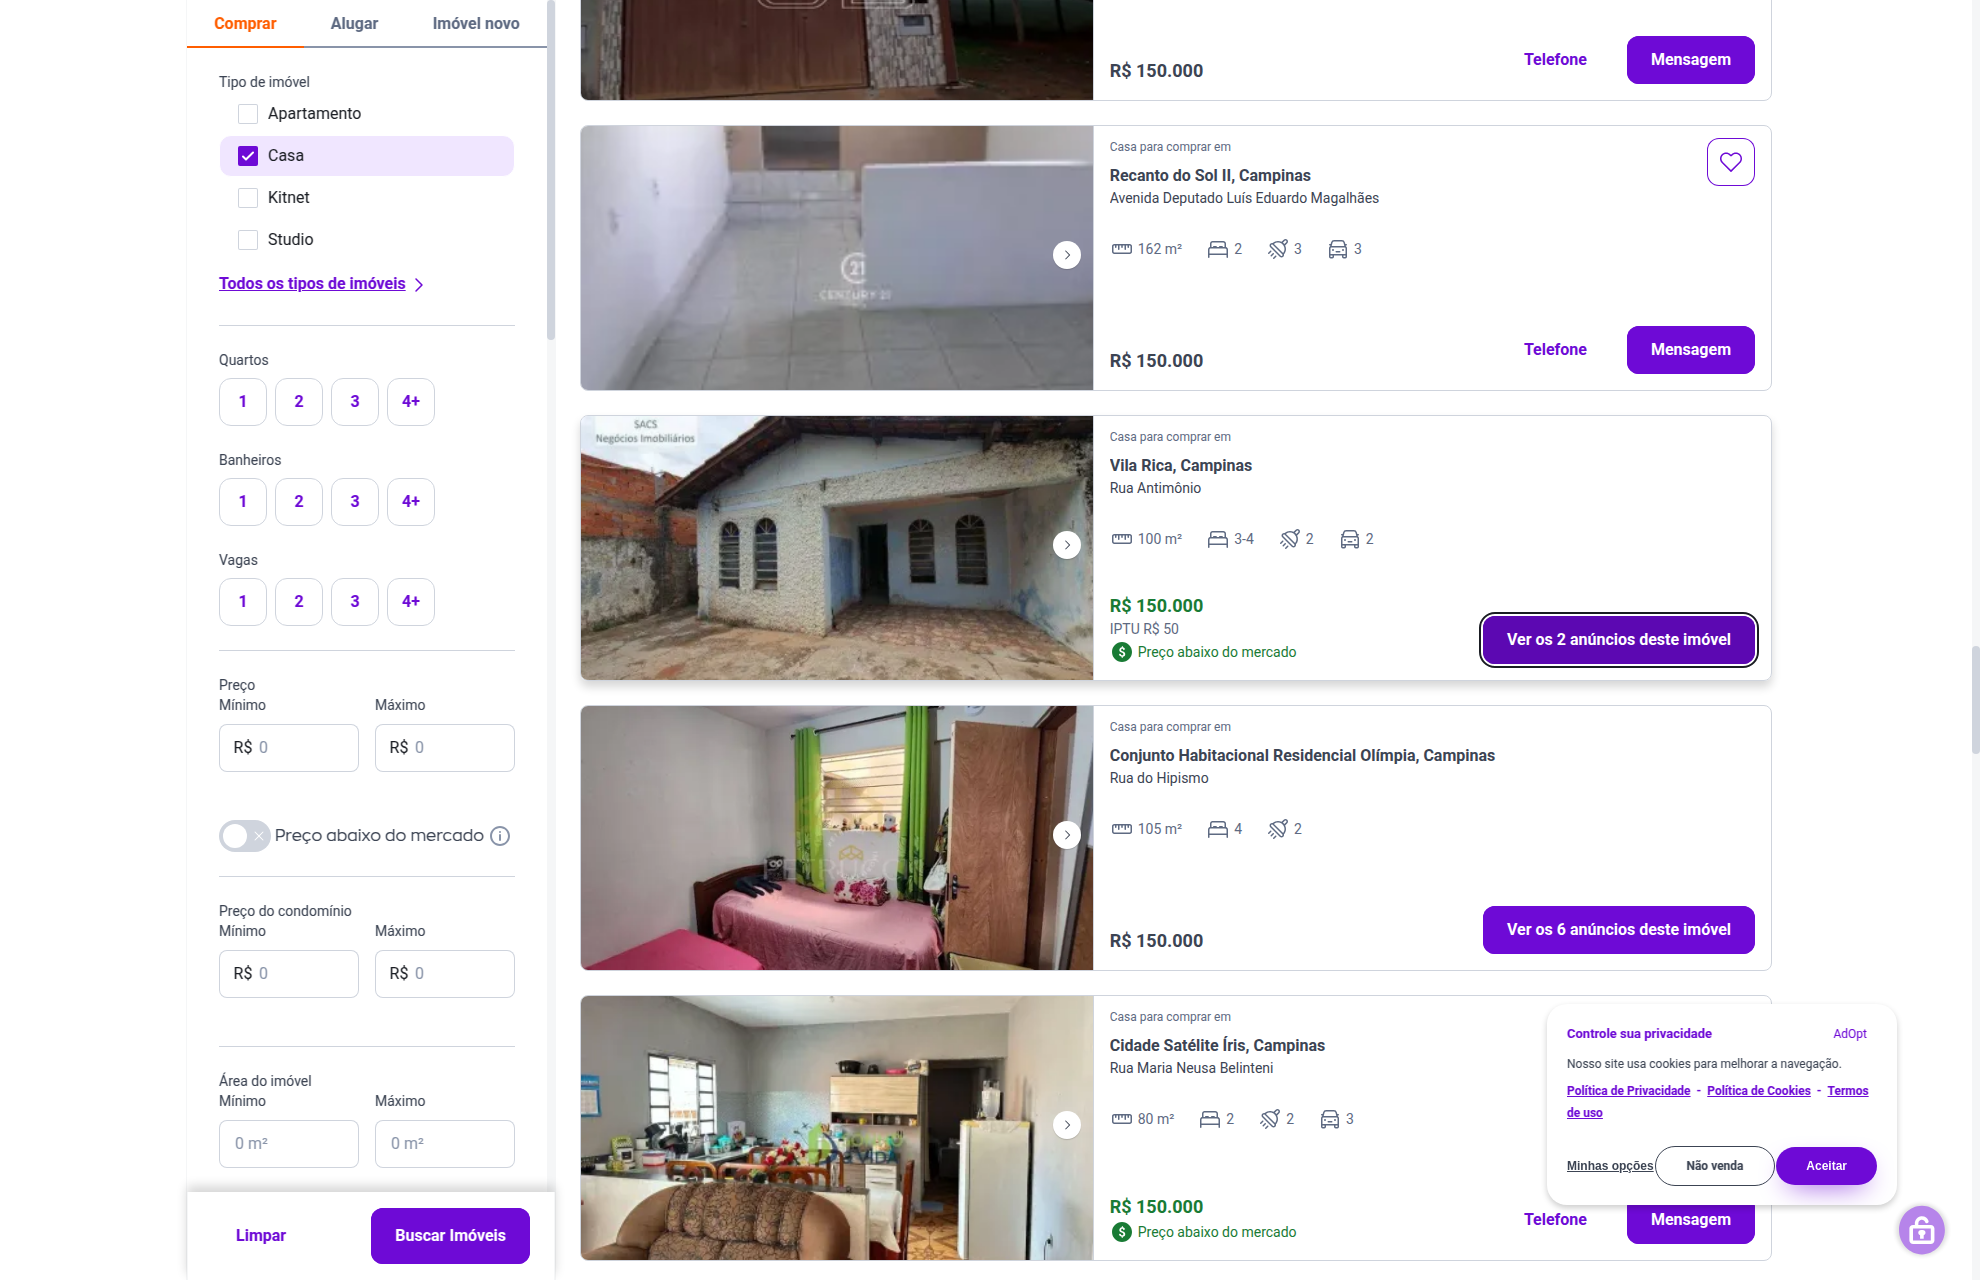 Comprar
Alugar
Imóvel novo
Tipo de imóvel
Apartamento
Casa
Kitnet
Studio
Todos os tipos de imóveis
Quartos
1
2
3
4+
Banheiros
1
2
3
4+
Vagas
1
2
3
4+
Preço
Mínimo
Máximo
R$ 0
R$ 0
Preço abaixo do mercado
Preço do condomínio
Mínimo
Máximo
R$ 0
R$ 0
Área do imóvel
Mínimo
Máximo
0 m²
0 m²
Limpar
Buscar Imóveis
R$ 150.000
Telefone
Mensagem
21
CENTURY 21
Casa para comprar em
Recanto do Sol II, Campinas
Avenida Deputado Luís Eduardo Magalhães
162 m²
2
3
3
R$ 150.000
Telefone
Mensagem
SACS
Negócios Imobiliários
Casa para comprar em
Vila Rica, Campinas
Rua Antimônio
100 m²
3-4
2
2
R$ 150.000
IPTU R$ 50
Preço abaixo do mercado
Ver os 2 anúncios deste imóvel
Casa para comprar em
Conjunto Habitacional Residencial Olímpia, Campinas
Rua do Hipismo
105 m²
4
2
R$ 150.000
Ver os 6 anúncios deste imóvel
Casa para comprar em
Cidade Satélite Íris, Campinas
Rua Maria Neusa Belinteni
80 m²
2
2
3
R$ 150.000
Preço abaixo do mercado
Telefone
Mensagem
Controle sua privacidade
AdOpt
Nosso site usa cookies para melhorar a navegação.
Política de Privacidade - Política de Cookies - Termos
de uso
Minhas opções
Não venda
Aceitar